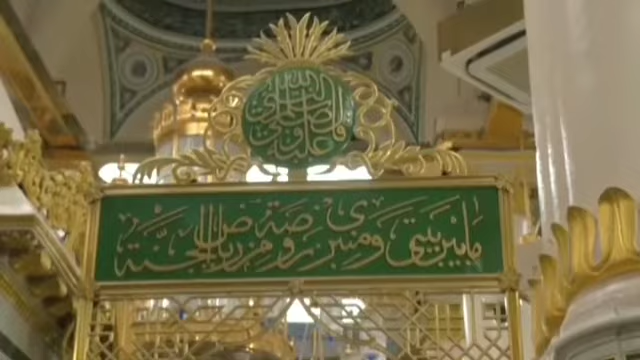 ما بين بيتي ومنبري روضة من رياض الجنة